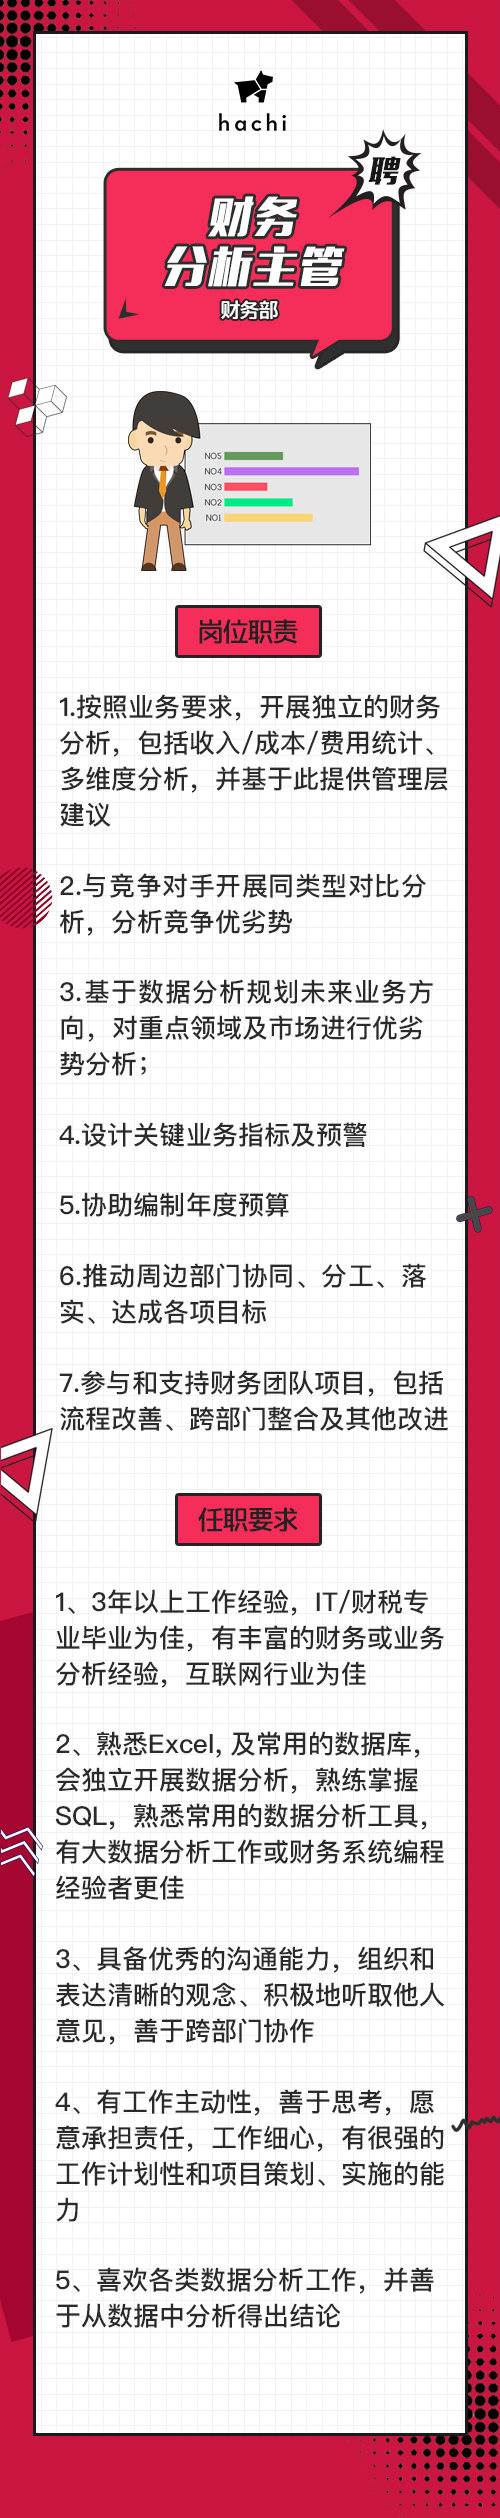 hachi
聘
财务
分析主管
财务部
NO5
NO4
NO3
NO2
NO1
岗位职责
1.按照业务要求，开展独立的财务
分析，包括收入/成本/费用统计、
多维度分析，并基于此提供管理层
建议
2.与竞争对手开展同类型对比分
析，分析竞争优劣势
3.基于数据分析规划未来业务方
向，对重点领域及市场进行优劣
势分析；
4.设计关键业务指标及预警
5.协助编制年度预算
6.推动周边部门协同、分工、落
实、达成各项目标
7.参与和支持财务团队项目，包括
流程改善、跨部门整合及其他改进
任职要求
1、3年以上工作经验，IT/财税专
业毕业为佳，有丰富的财务或业务
分析经验，互联网行业为佳
2、熟悉Excel, 及常用的数据库，
会独立开展数据分析，熟练掌握
SQL，熟悉常用的数据分析工具，
有大数据分析工作或财务系统编程
经验者更佳
3、具备优秀的沟通能力，组织和
表达清晰的观念、积极地听取他人
意见，善于跨部门协作
4、有工作主动性，善于思考，愿
意承担责任，工作细心，有很强的
工作计划性和项目策划、实施的能
力
5、喜欢各类数据分析工作，并善
于从数据中分析得出结论